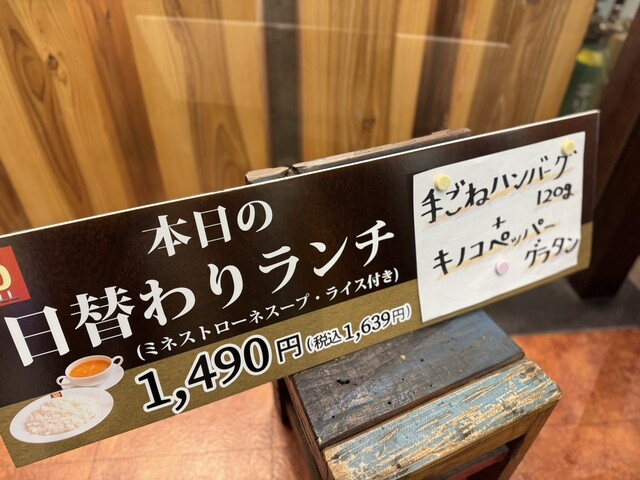 本日の
日替わりランチ
(ミネストローネスープ・ライス付き)
1,490円(税込1,639円)
手ごねハンバーグ
120g
+
キノコペッパー
グラタン